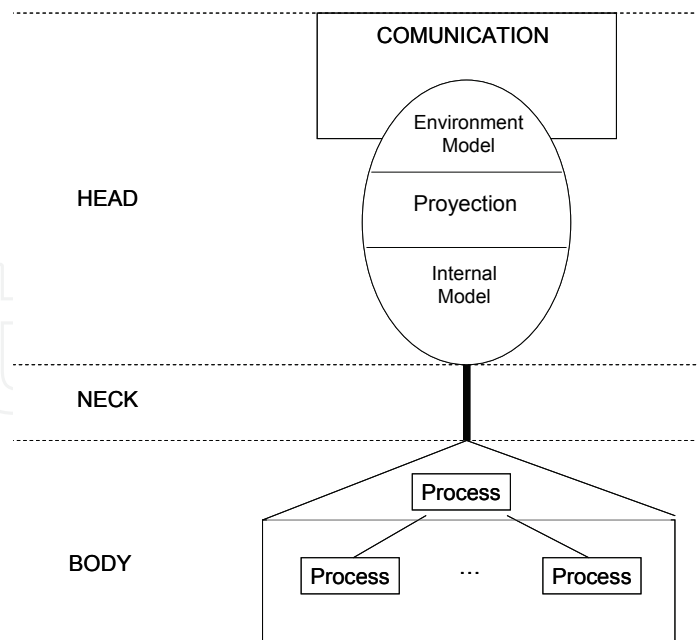 COMUNICATION
Environment
Model
HEAD
Proyection
Internal
Model
NECK
Process
BODY
Process
...
Process